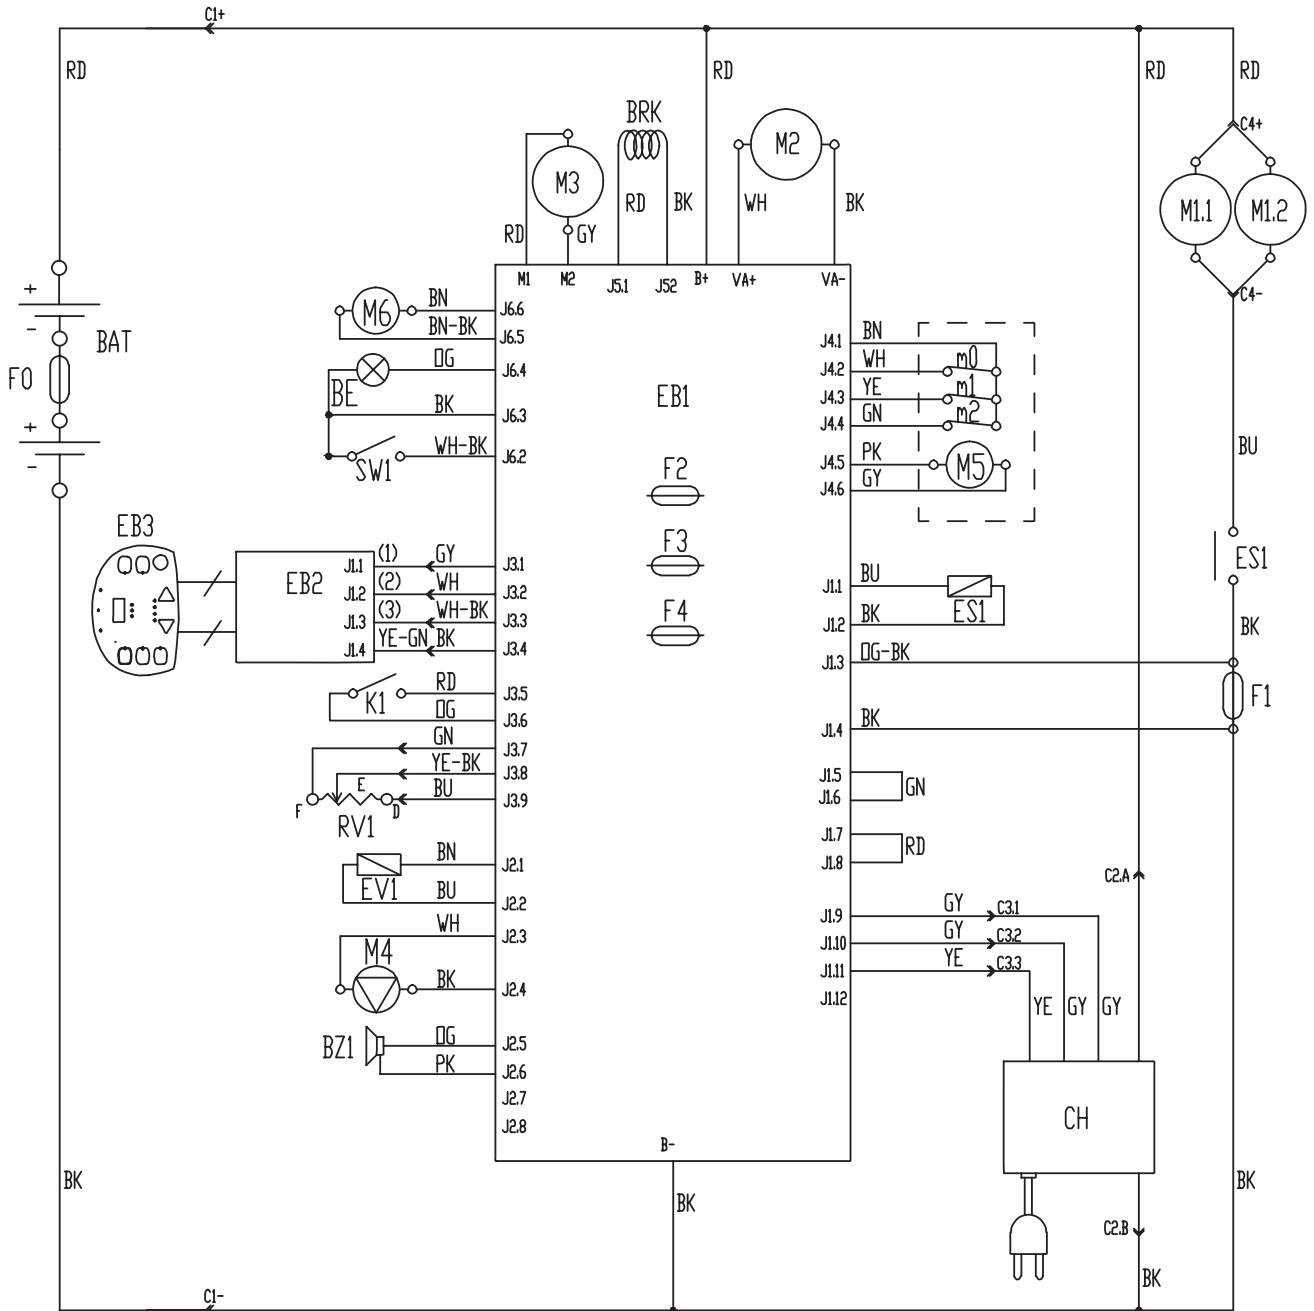 C1+
RD RD RD RD
C4+
BRK
M3 M2 M1.1 M1.2
RD GY RD BK WH BK
C4-
M1 M2 J5.1 J52 B+ VA+ VA-
+
-
BAT
F0
+
-
M6 BN J6.6
BN-BK J6.5
BE OG J6.4
BK J6.3
SW1 WH-BK J6.2
EB1
F2
F3
F4
J4.1 BN
J4.2 WH m0
J4.3 YE m1
J4.4 GN m2
J4.5 PK M5
J4.6 GY
BU
ES1
BK
EB3
EB2
J1.1 (1) GY J3.1
J1.2 (2) WH J3.2
J1.3 (3) WH-BK J3.3
J1.4 YE-GN BK J3.4
K1 RD J3.5
OG J3.6
GN J3.7
YE-BK J3.8
F E D BU J3.9
RV1
J1.1 BU
ES1
J1.2 BK
J1.3 OG-BK
F1
J1.4 BK
J1.5
GN
J1.6
J1.7
RD
J1.8
EV1 BN J2.1
BU J2.2
WH J2.3
M4 BK J2.4
BZ1 OG J2.5
PK J2.6
J2.7
J2.8
C2.A
J1.9 GY C3.1
J1.10 GY C3.2
J1.11 YE C3.3
J1.12
YE GY GY
CH
B-
BK BK BK
C2.B
BK
C1-